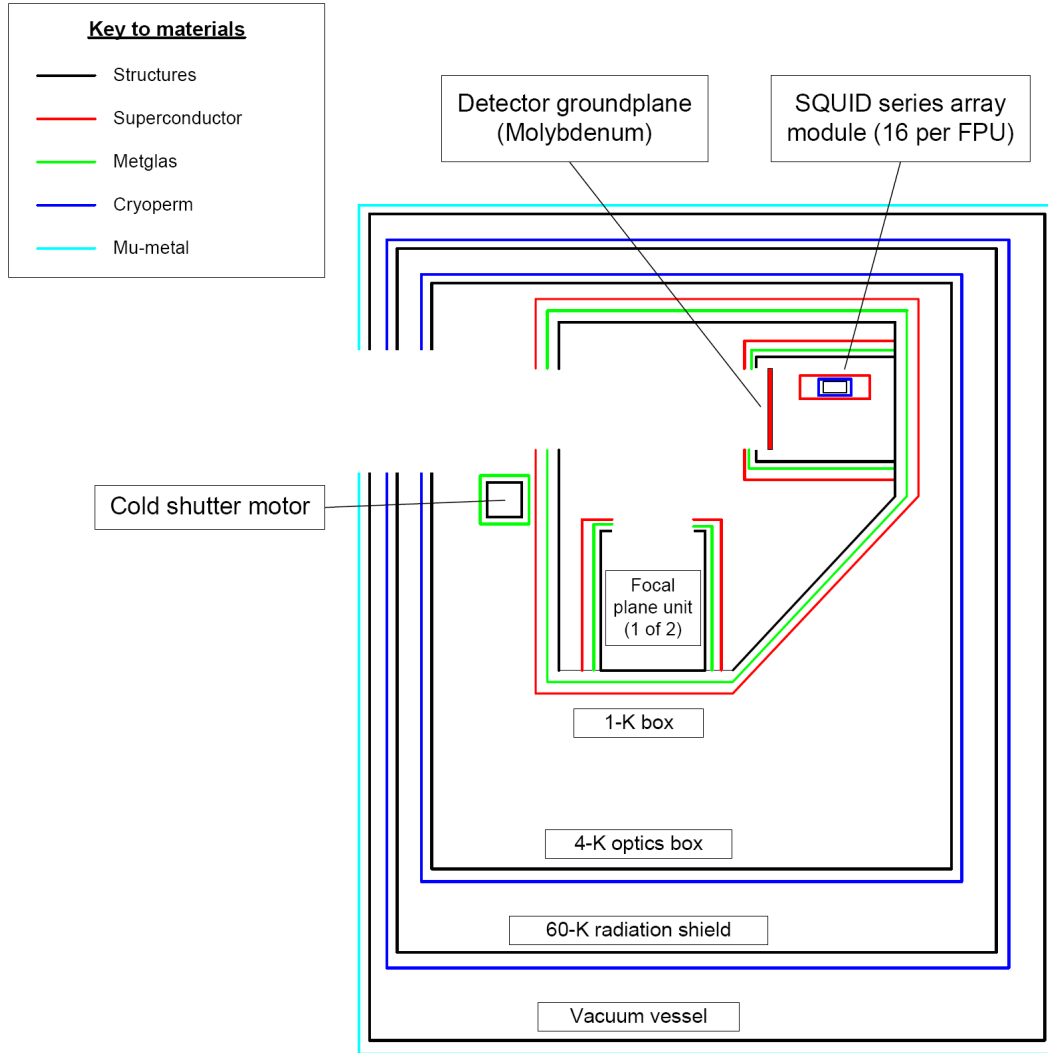 Key to materials
Structures
Superconductor
Metglas
Cryoperm
Mu-metal
Detector groundplane
(Molybdenum)
SQUID series array
module (16 per FPU)
Cold shutter motor
Focal
plane unit
(1 of 2)
1-K box
4-K optics box
60-K radiation shield
Vacuum vessel